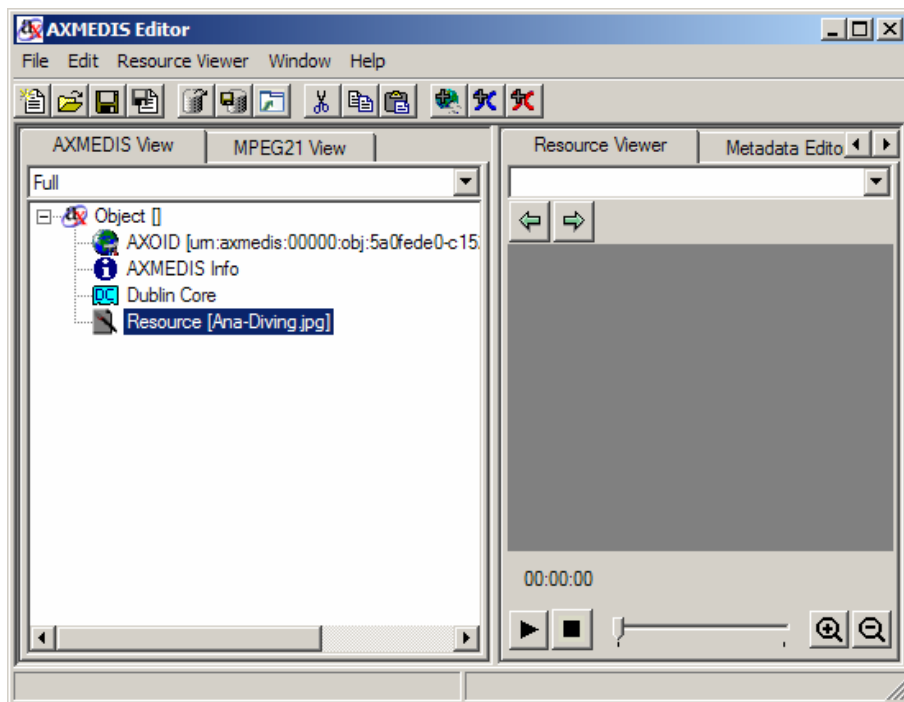 AXMEDIS Editor
File Edit Resource Viewer Window Help
AXMEDIS View MPEG21 View
Full
Object []
AXOID [urn:axmedis:00000:obj:5a0fede0-c15
AXMEDIS Info
DC Dublin Core
Resource [Ana-Diving.jpg]
Resource Viewer Metadata Edito
00:00:00